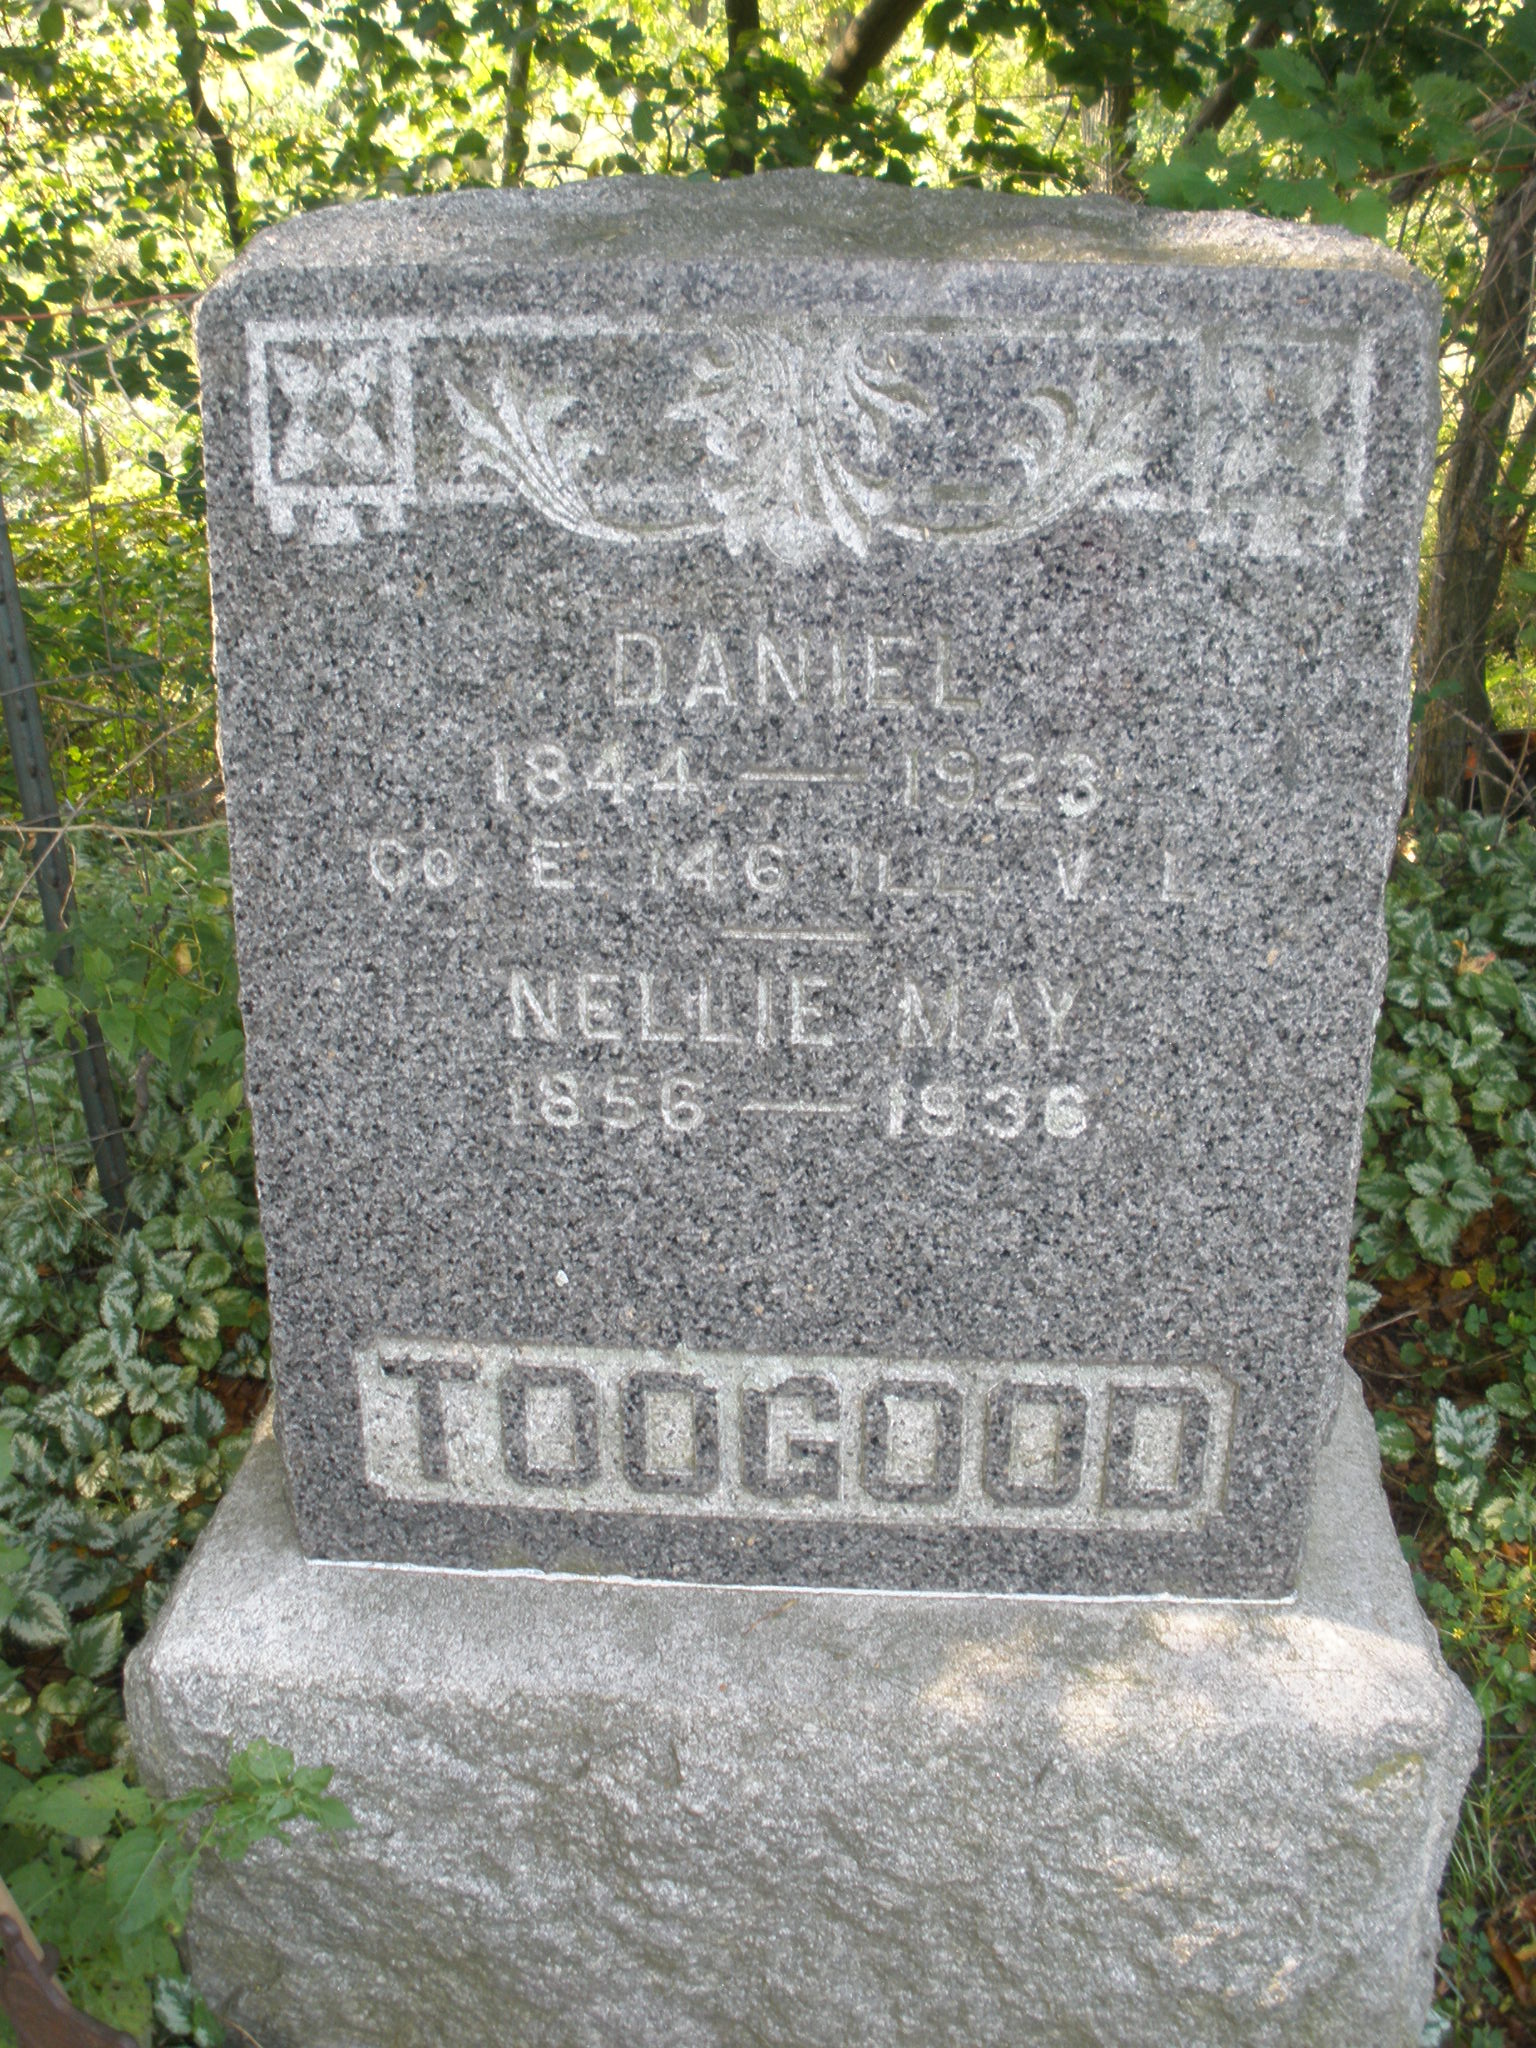 DANIEL
1844 — 1923
Co. E. 146 ILL. V. I.
NELLIE MAY
1856 — 1936
TOOGOOD